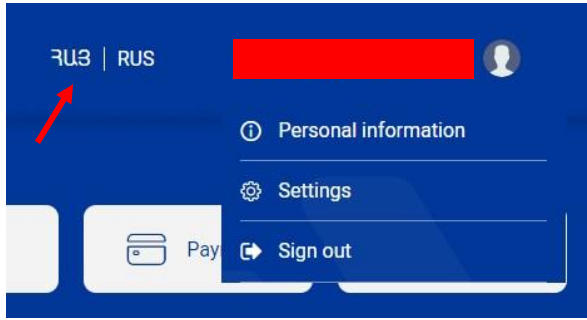 ՀԱՅ | RUS
Personal information
Settings
Pay
Sign out